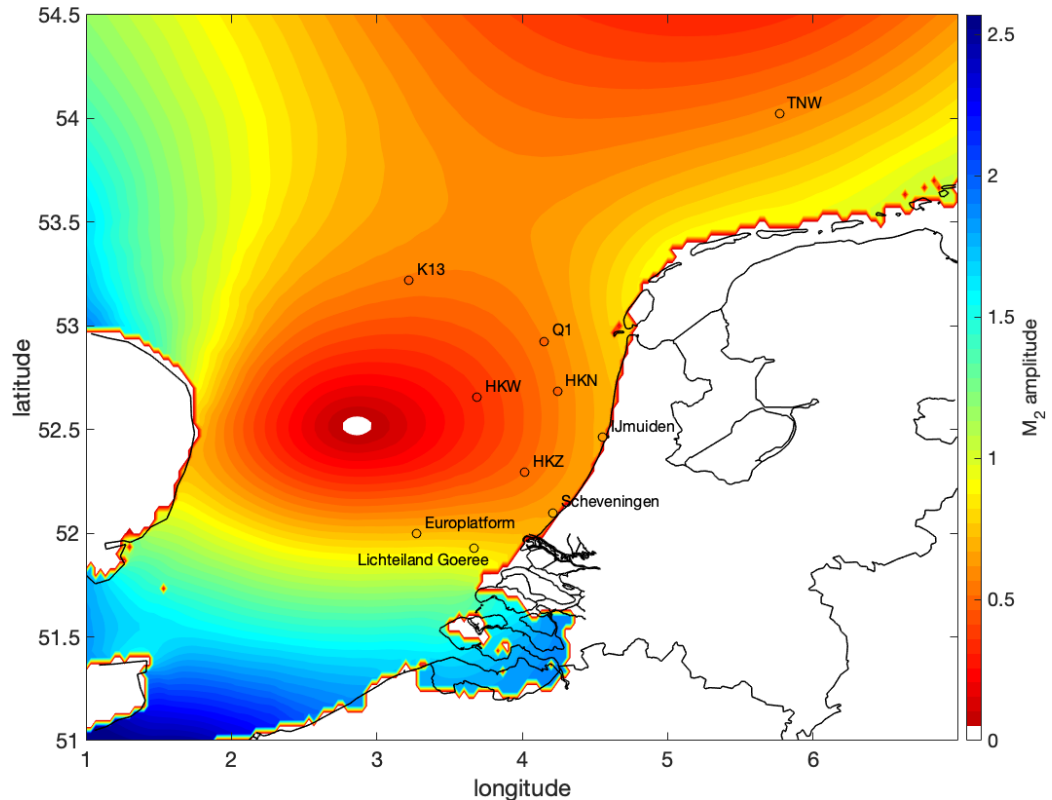 54.5
54
53.5
53
52.5
52
51.5
51
latitude
1
2
3
4
5
6
longitude
TNW
K13
Q1
HKW
HKN
IJmuiden
HKZ
Scheveningen
Europlatform
Lichteiland Goeree
2.5
2
1.5
1
0.5
0
M₂ amplitude